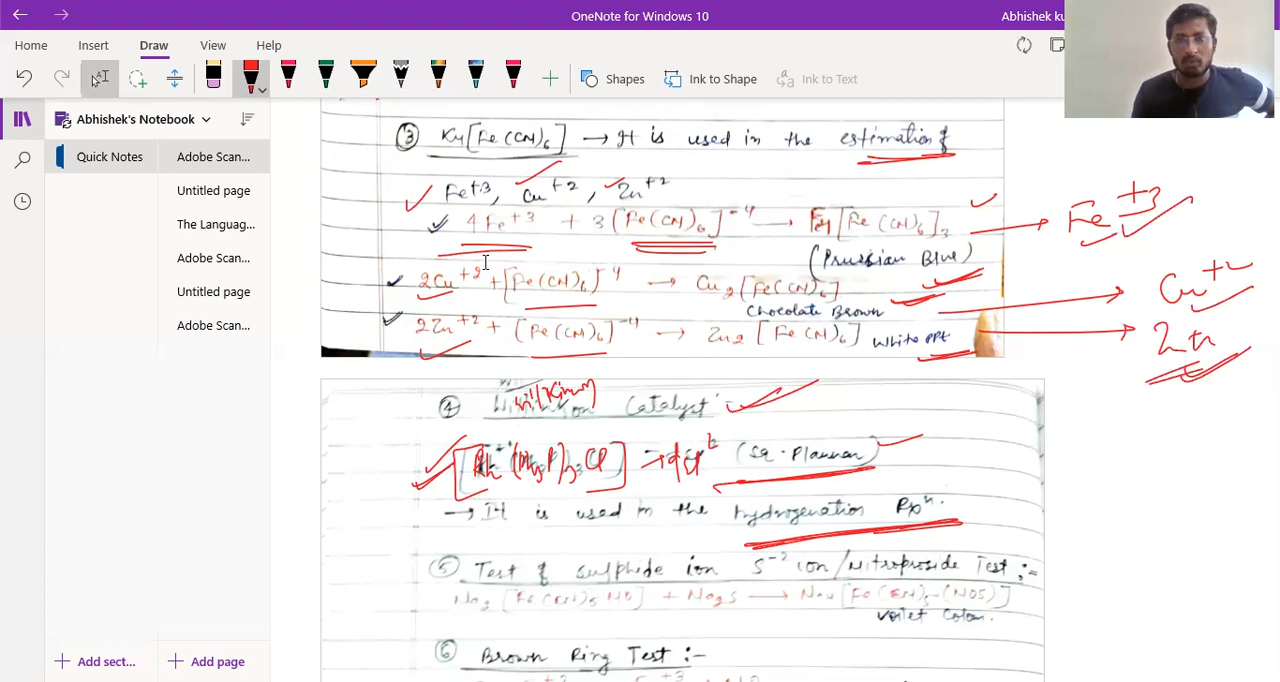 OneNote for Windows 10
Abhishek ku
Home Insert Draw View Help
Shapes Ink to Shape Ink to Text
Abhishek's Notebook
Quick Notes
Adobe Scan...
Untitled page
The Languag...
Adobe Scan...
Untitled page
Adobe Scan...
+ Add sect...
+ Add page
③ K4[Fe(CN)6] → It is used in the estimation of
Fe+3, Cu+2, Zn+2
4Fe+3 + 3[Fe(CN)6]-4 → Fe4[Fe(CN)6]3
(Prussian Blue)
2Cu+2 + [Fe(CN)6]-4 → Cu2[Fe(CN)6]
Chocolate Brown
2Zn+2 + [Fe(CN)6]-4 → Zn2[Fe(CN)6] White PPt
Fe+3
Cu+2
④ Catalyst :-
→ dsp2 (sq. Planner)
→ It is used in the hydrogenation Rxn.
⑤ Test of sulphide ion S-2 ion/Nitroproside Test :-
Na2[Fe(CN)5NO] + Na2S → Na4[Fe(CN)5(NOS)]
voilet Colour.
⑥ Brown Ring Test :-